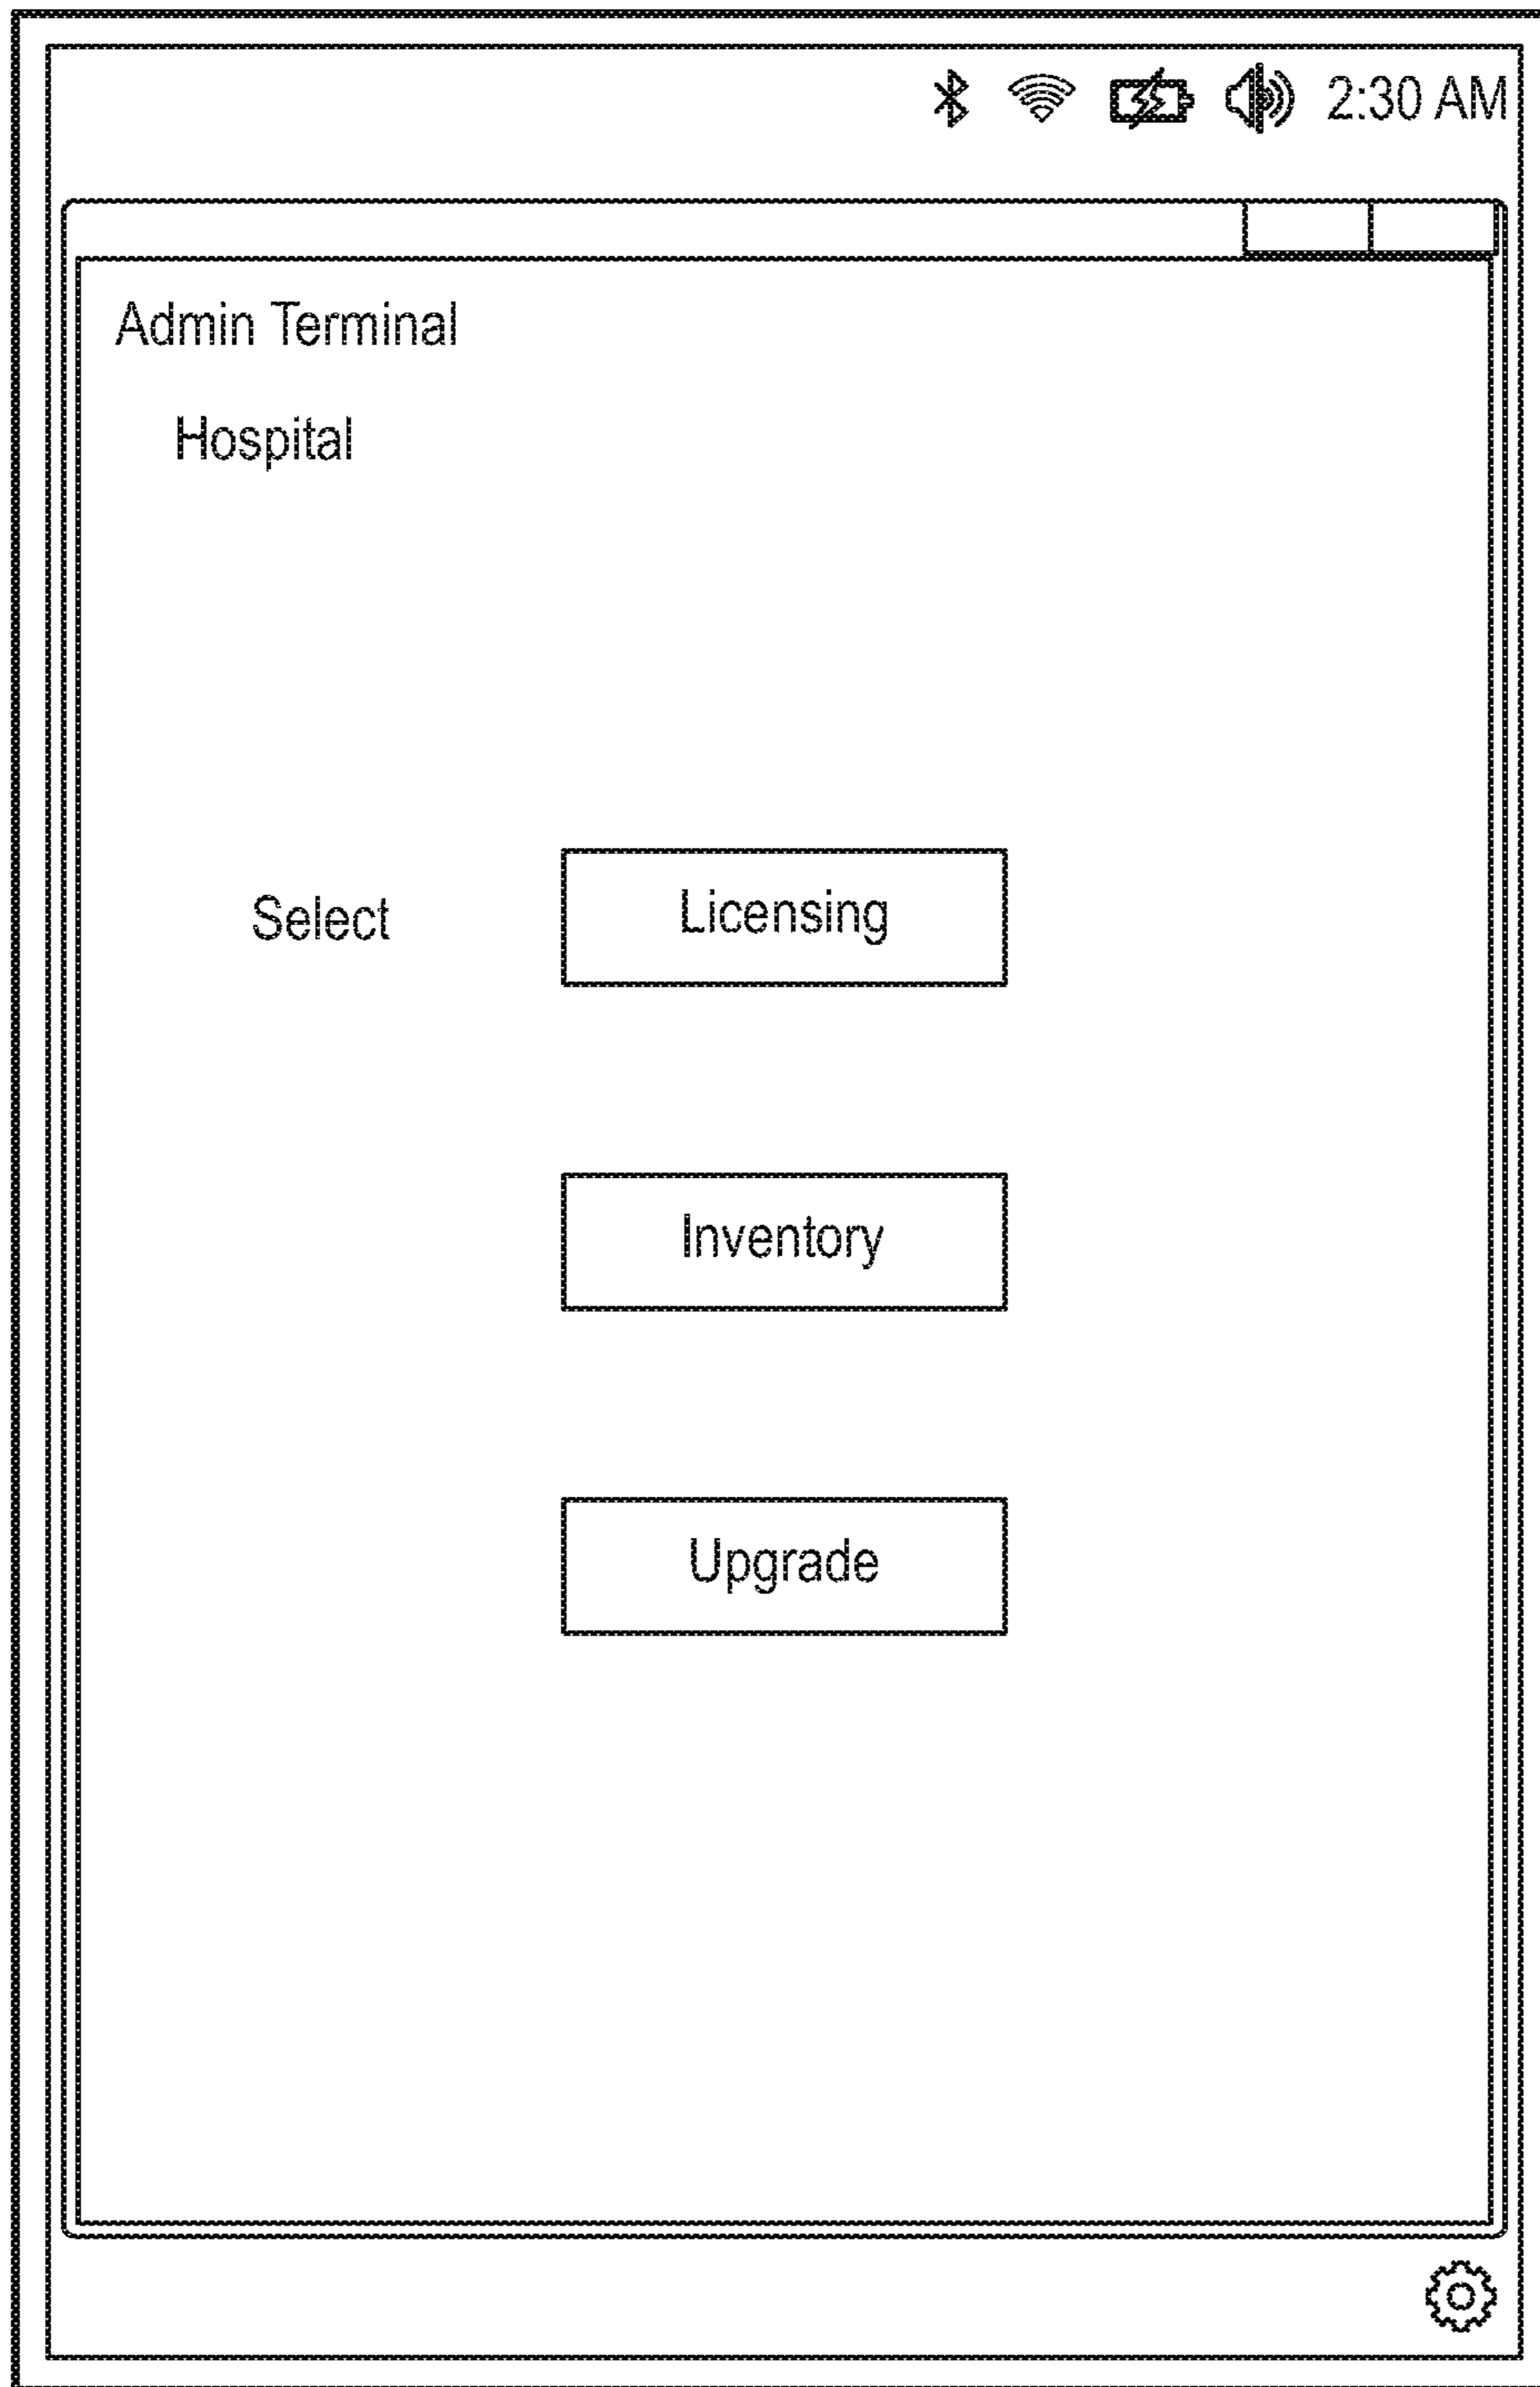 2:30 AM
Admin Terminal
Hospital
Select
Licensing
Inventory
Upgrade